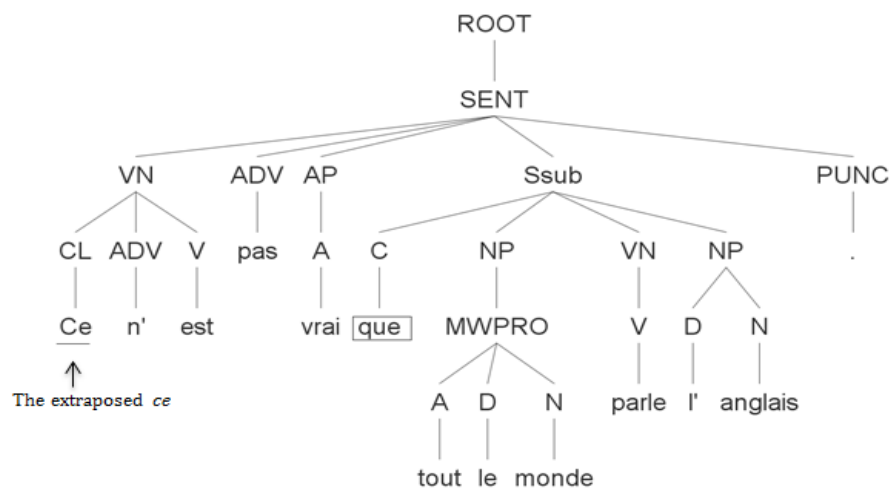 ROOT
SENT
VN ADV AP Ssub PUNC
CL ADV V pas A C NP VN NP .
Ce n' est vrai que MWPRO V D N
The extraposed ce A D N parle l' anglais
tout le monde